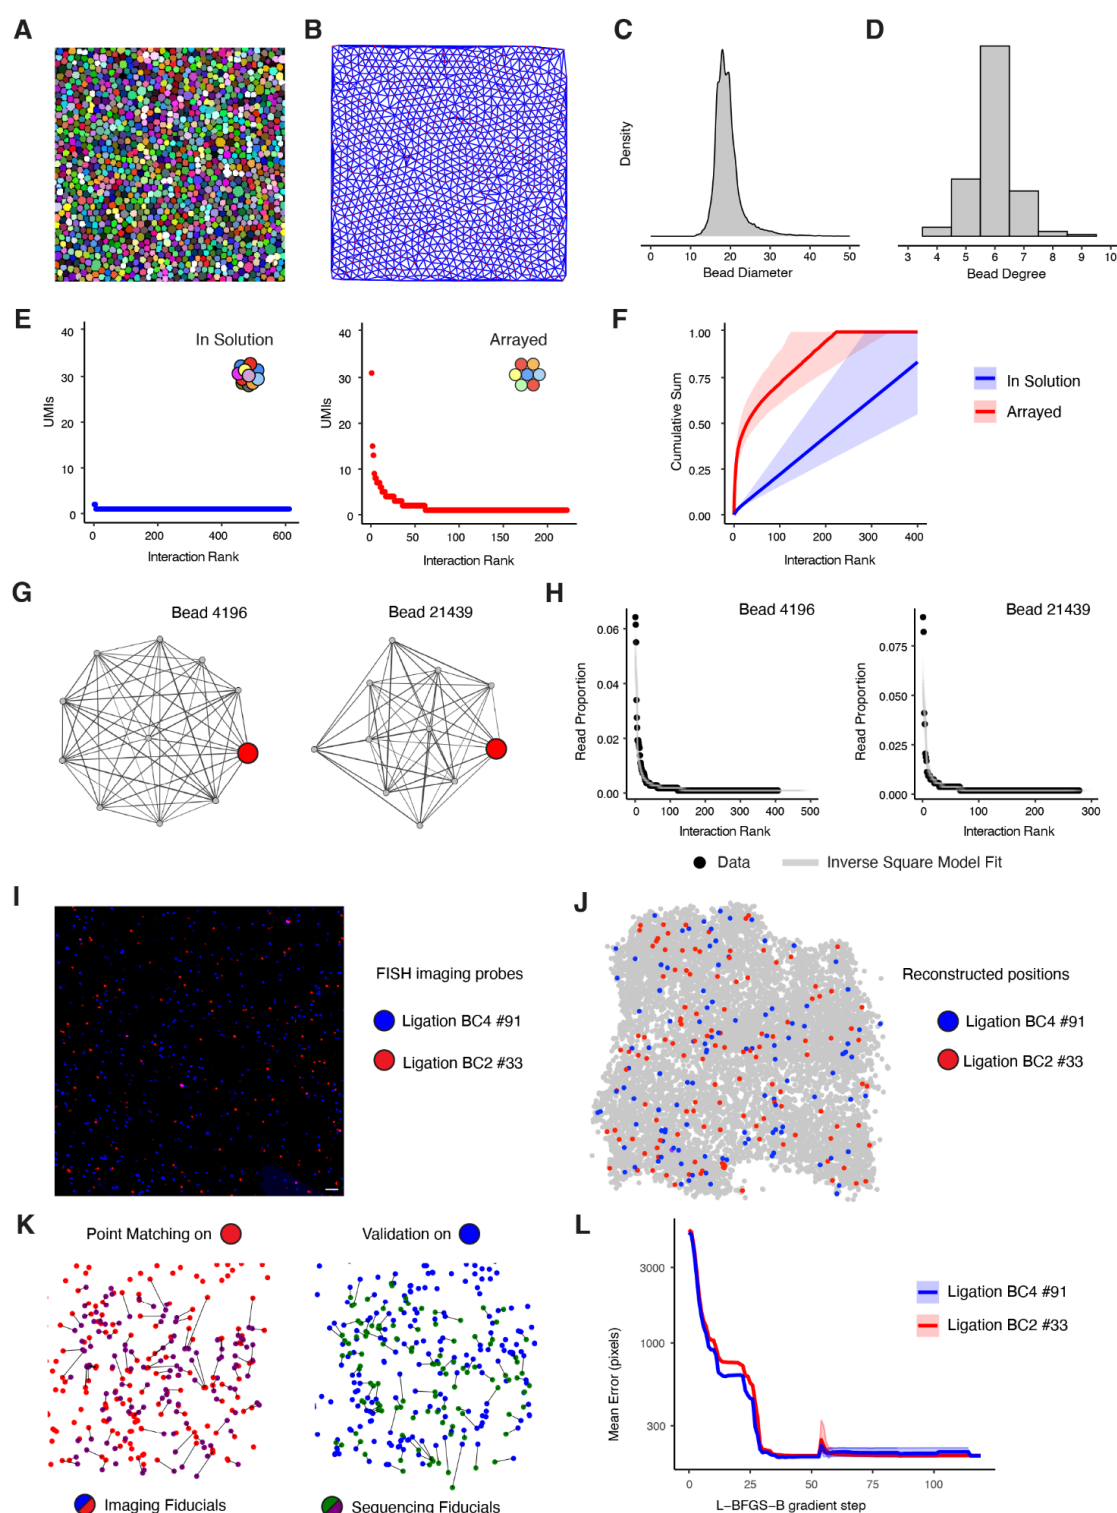 A
B
C
Density
0 10 20 30 40 50
Bead Diameter
D
3 4 5 6 7 8 9 10
Bead Degree
E
In Solution
UMIs
40
30
20
10
0
0 200 400 600
Interaction Rank
Arrayed
UMIs
40
30
20
10
0
0 50 100 150 200
Interaction Rank
F
Cumulative Sum
1.00
0.75
0.50
0.25
0.00
0 100 200 300 400
Interaction Rank
In Solution
Arrayed
G
Bead 4196
Bead 21439
H
Bead 4196
Read Proportion
0.06
0.04
0.02
0.00
0 100 200 300 400 500
Interaction Rank
Bead 21439
Read Proportion
0.075
0.050
0.025
0.000
0 100 200 300
Interaction Rank
Data
Inverse Square Model Fit
I
FISH imaging probes
Ligation BC4 #91
Ligation BC2 #33
J
Reconstructed positions
Ligation BC4 #91
Ligation BC2 #33
K
Point Matching on
Validation on
Imaging Fiducials
Sequencing Fiducials
L
Mean Error (pixels)
3000
1000
300
0 25 50 75 100
L−BFGS−B gradient step
Ligation BC4 #91
Ligation BC2 #33